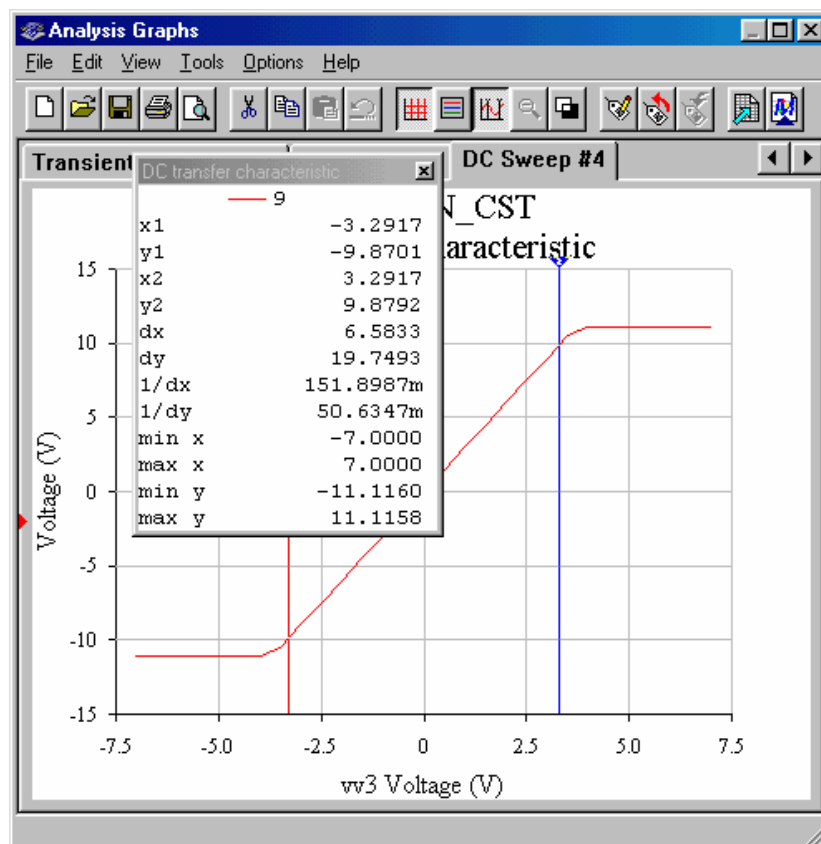 Analysis Graphs
File Edit View Tools Options Help
Transient
DC Sweep #4
DC transfer characteristic
9
x1 -3.2917
y1 -9.8701
x2 3.2917
y2 9.8792
dx 6.5833
dy 19.7493
1/dx 151.8987m
1/dy 50.6347m
min x -7.0000
max x 7.0000
min y -11.1160
max y 11.1158
N_CST
aracteristic
Voltage (V)
15
10
5
0
-5
-10
-15
-7.5 -5.0 -2.5 0 2.5 5.0 7.5
vv3 Voltage (V)